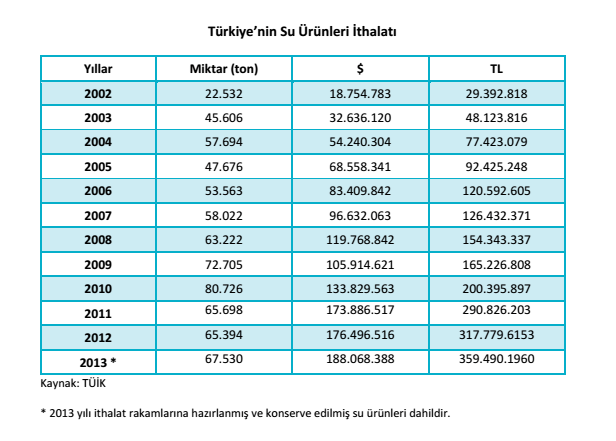 Türkiye’nin Su Ürünleri İthalatı
Yıllar Miktar (ton) $ TL
2002 22.532 18.754.783 29.392.818
2003 45.606 32.636.120 48.123.816
2004 57.694 54.240.304 77.423.079
2005 47.676 68.558.341 92.425.248
2006 53.563 83.409.842 120.592.605
2007 58.022 96.632.063 126.432.371
2008 63.222 119.768.842 154.343.337
2009 72.705 105.914.621 165.226.808
2010 80.726 133.829.563 200.395.897
2011 65.698 173.886.517 290.826.203
2012 65.394 176.496.516 317.779.6153
2013 * 67.530 188.068.388 359.490.1960
Kaynak: TÜİK
* 2013 yılı ithalat rakamlarına hazırlanmış ve konserve edilmiş su ürünleri dahildir.